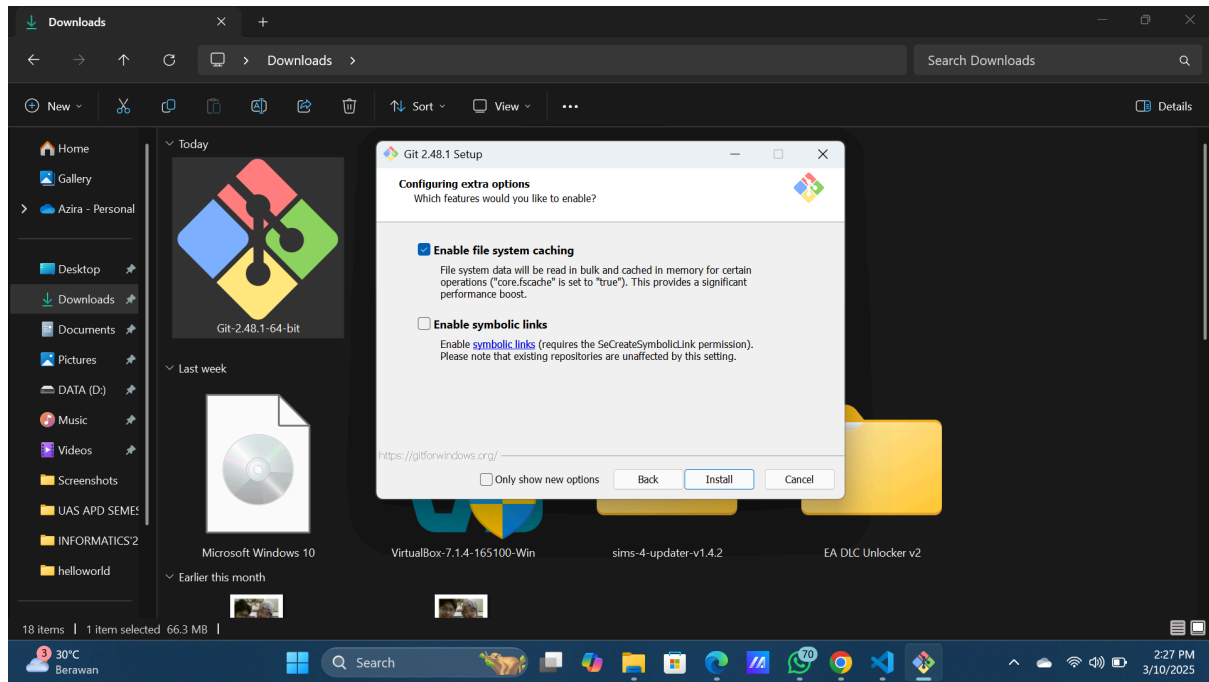 Downloads
Downloads
Search Downloads
New
Sort
View
Details
Home
Gallery
Azira - Personal
Desktop
Downloads
Documents
Pictures
DATA (D:)
Music
Videos
Screenshots
UAS APD SEMES
INFORMATICS'2
helloworld
Today
Git-2.48.1-64-bit
Last week
Microsoft Windows 10
VirtualBox-7.1.4-165100-Win
sims-4-updater-v1.4.2
EA DLC Unlocker v2
Earlier this month
Git 2.48.1 Setup
Configuring extra options
Which features would you like to enable?
Enable file system caching
File system data will be read in bulk and cached in memory for certain
operations ("core.fscache" is set to "true"). This provides a significant
performance boost.
Enable symbolic links
Enable symbolic links (requires the SeCreateSymbolicLink permission).
Please note that existing repositories are unaffected by this setting.
https://gitforwindows.org/
Only show new options
Back
Install
Cancel
18 items
1 item selected 66.3 MB
3
30°C
Berawan
Search
70
2:27 PM
3/10/2025